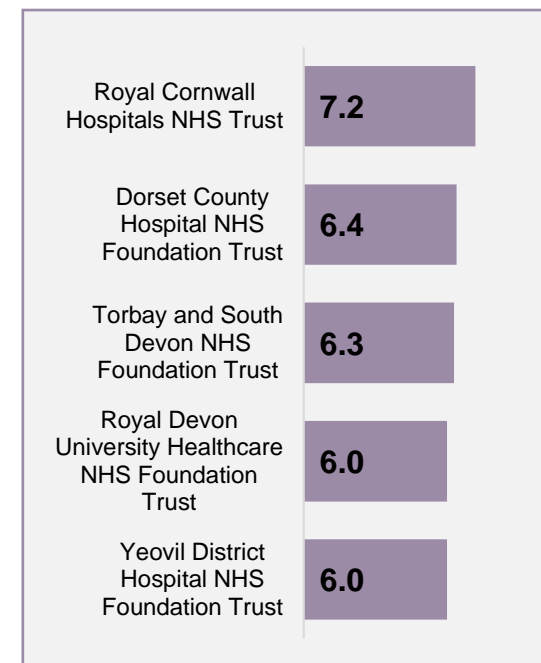 Royal Cornwall
Hospitals NHS Trust
7.2
Dorset County
Hospital NHS
Foundation Trust
6.4
Torbay and South
Devon NHS
Foundation Trust
6.3
Royal Devon
University Healthcare
NHS Foundation
Trust
6.0
Yeovil District
Hospital NHS
Foundation Trust
6.0